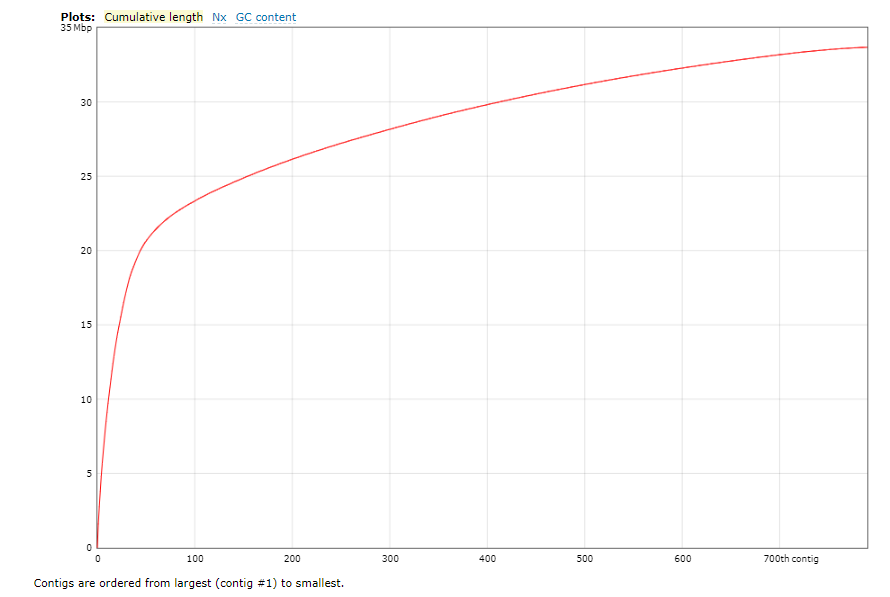 Plots: Cumulative length Nx GC content
35 Mbp
30
25
20
15
10
5
0
0 100 200 300 400 500 600 700th contig
Contigs are ordered from largest (contig #1) to smallest.